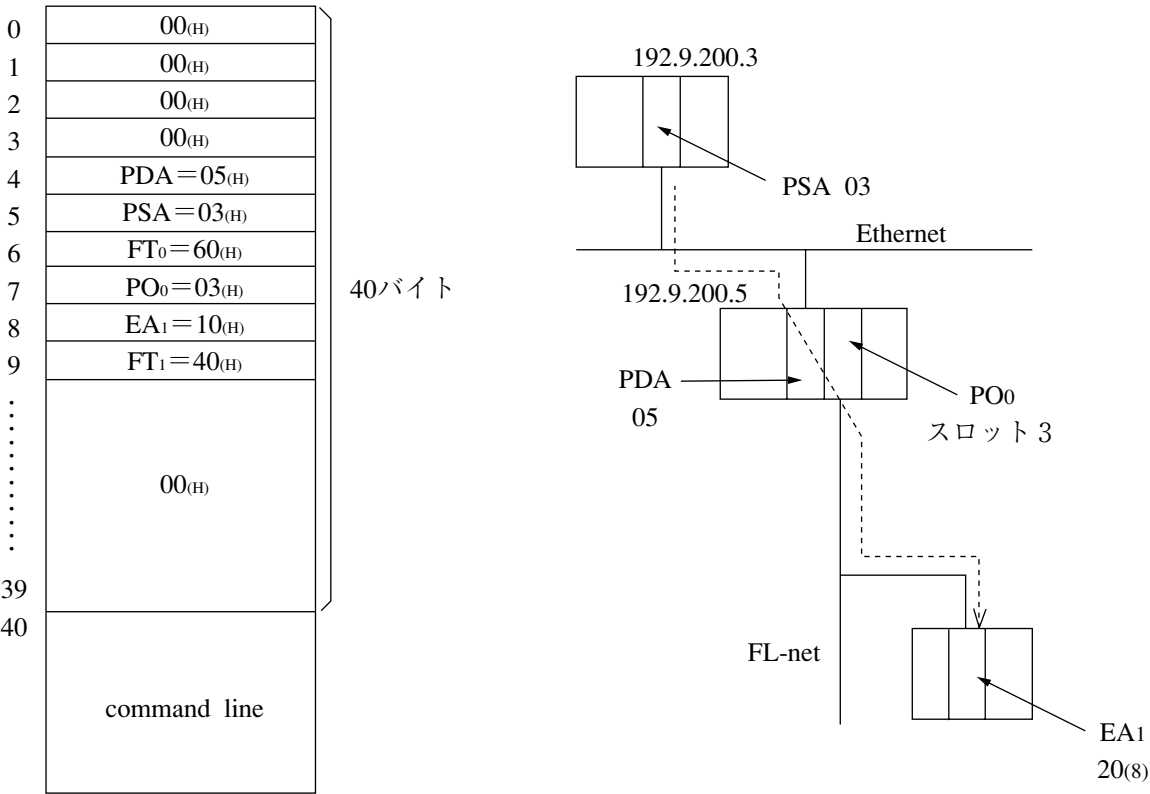 0 00(H)
1 00(H)
2 00(H)
3 00(H)
4 PDA=05(H)
5 PSA=03(H)
6 FT0=60(H)
7 PO0=03(H)
8 EA1=10(H)
9 FT1=40(H)
00(H)
39
40
command line
40バイト
192.9.200.3
PSA 03
Ethernet
192.9.200.5
PDA
05
PO0
スロット3
FL-net
EA1
20(8)